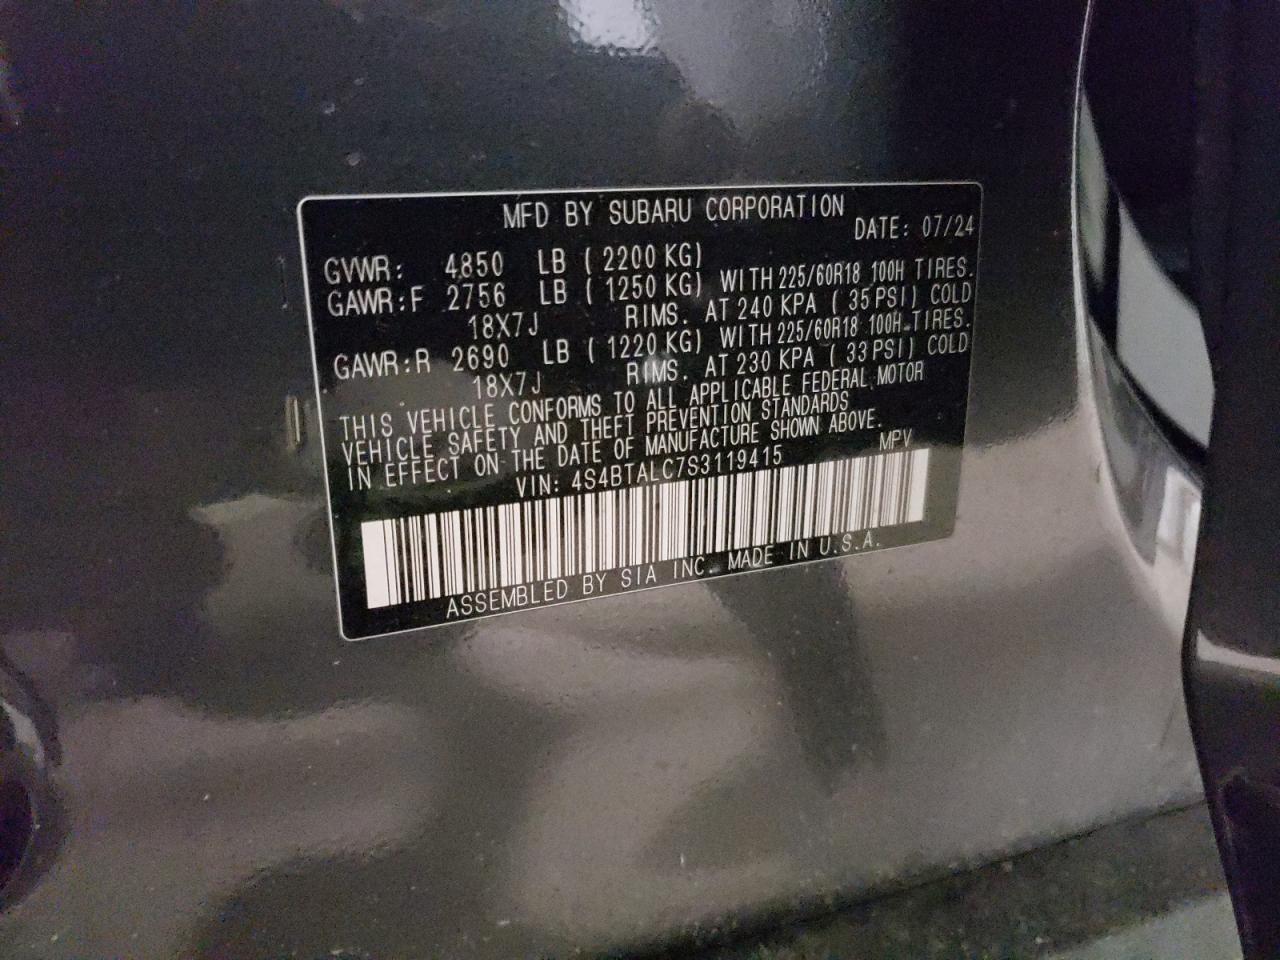 MFD BY SUBARU CORPORATION
DATE: 07/24
GVWR: 4850 LB ( 2200 KG)
GAWR:F 2756 LB ( 1250 KG) WITH 225/60R18 100H TIRES.
18X7J RIMS. AT 240 KPA ( 35 PSI) COLD
GAWR:R 2690 LB ( 1220 KG) WITH 225/60R18 100H TIRES.
18X7J RIMS. AT 230 KPA ( 33 PSI) COLD
THIS VEHICLE CONFORMS TO ALL APPLICABLE FEDERAL MOTOR
VEHICLE SAFETY AND THEFT PREVENTION STANDARDS
IN EFFECT ON THE DATE OF MANUFACTURE SHOWN ABOVE.
VIN: 4S4BTALC7S3119415 MPV
ASSEMBLED BY SIA INC. MADE IN U.S.A.